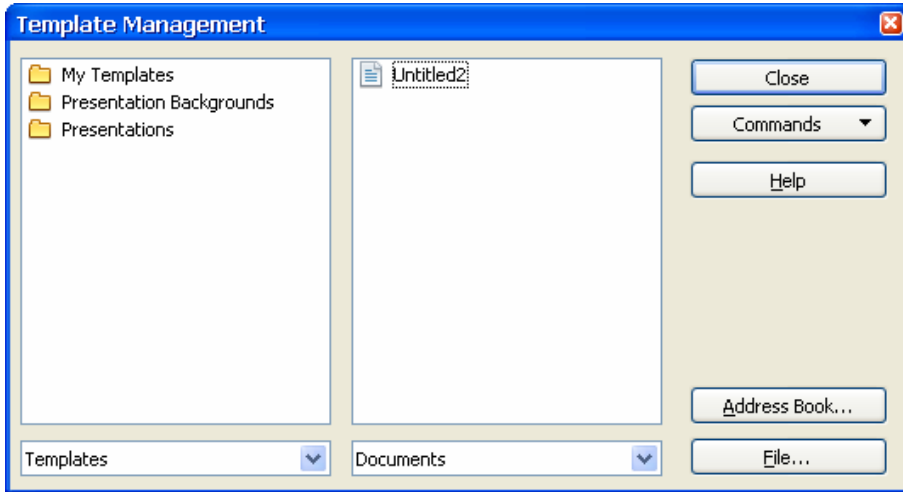 Template Management
My Templates
Presentation Backgrounds
Presentations
Untitled2
Close
Commands
Help
Address Book...
File...
Templates
Documents